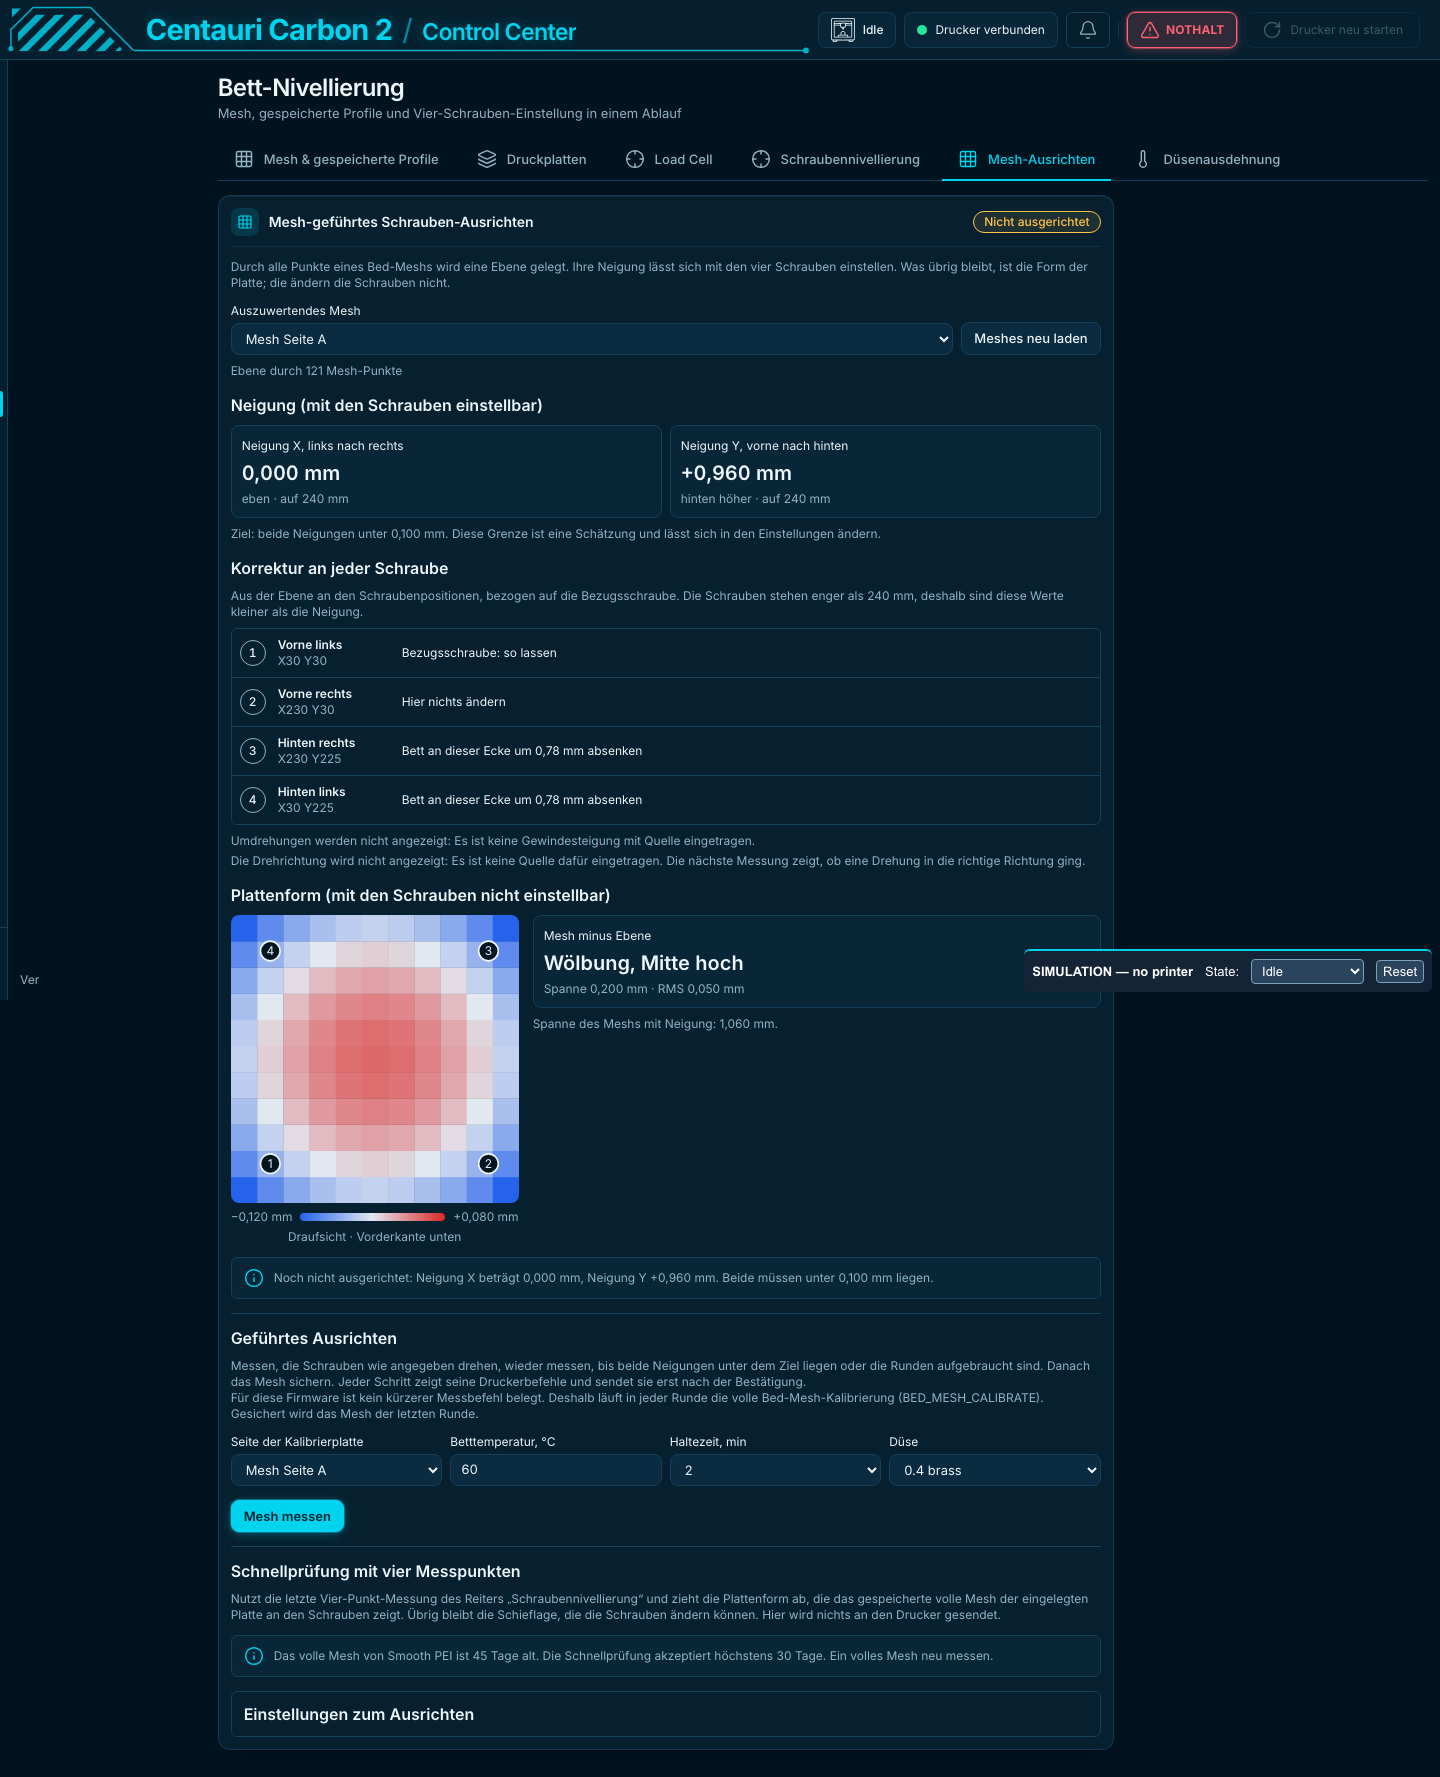 Centauri Carbon 2 / Control Center
Idle
Drucker verbunden
NOTHALT
Drucker neu starten
Bett-Nivellierung
Mesh, gespeicherte Profile und Vier-Schrauben-Einstellung in einem Ablauf
Mesh & gespeicherte Profile
Druckplatten
Load Cell
Schraubennivellierung
Mesh-Ausrichten
Düsenausdehnung
Mesh-geführtes Schrauben-Ausrichten
Nicht ausgerichtet
Durch alle Punkte eines Bed-Meshs wird eine Ebene gelegt. Ihre Neigung lässt sich mit den vier Schrauben einstellen. Was übrig bleibt, ist die Form der
Platte; die ändern die Schrauben nicht.
Auszuwertendes Mesh
Mesh Seite A
Meshes neu laden
Ebene durch 121 Mesh-Punkte
Neigung (mit den Schrauben einstellbar)
Neigung X, links nach rechts
0,000 mm
eben · auf 240 mm
Neigung Y, vorne nach hinten
+0,960 mm
hinten höher · auf 240 mm
Ziel: beide Neigungen unter 0,100 mm. Diese Grenze ist eine Schätzung und lässt sich in den Einstellungen ändern.
Korrektur an jeder Schraube
Aus der Ebene an den Schraubenpositionen, bezogen auf die Bezugsschraube. Die Schrauben stehen enger als 240 mm, deshalb sind diese Werte
kleiner als die Neigung.
1
Vorne links
X30 Y30
Bezugsschraube: so lassen
2
Vorne rechts
X230 Y30
Hier nichts ändern
3
Hinten rechts
X230 Y225
Bett an dieser Ecke um 0,78 mm absenken
4
Hinten links
X30 Y225
Bett an dieser Ecke um 0,78 mm absenken
Umdrehungen werden nicht angezeigt: Es ist keine Gewindesteigung mit Quelle eingetragen.
Die Drehrichtung wird nicht angezeigt: Es ist keine Quelle dafür eingetragen. Die nächste Messung zeigt, ob eine Drehung in die richtige Richtung ging.
Plattenform (mit den Schrauben nicht einstellbar)
4
3
1
2
−0,120 mm
+0,080 mm
Draufsicht · Vorderkante unten
Mesh minus Ebene
Wölbung, Mitte hoch
Spanne 0,200 mm · RMS 0,050 mm
Spanne des Meshs mit Neigung: 1,060 mm.
SIMULATION — no printer
State:
Idle
Reset
Ver
Noch nicht ausgerichtet: Neigung X beträgt 0,000 mm, Neigung Y +0,960 mm. Beide müssen unter 0,100 mm liegen.
Geführtes Ausrichten
Messen, die Schrauben wie angegeben drehen, wieder messen, bis beide Neigungen unter dem Ziel liegen oder die Runden aufgebraucht sind. Danach
das Mesh sichern. Jeder Schritt zeigt seine Druckerbefehle und sendet sie erst nach der Bestätigung.
Für diese Firmware ist kein kürzerer Messbefehl belegt. Deshalb läuft in jeder Runde die volle Bed-Mesh-Kalibrierung (BED_MESH_CALIBRATE).
Gesichert wird das Mesh der letzten Runde.
Seite der Kalibrierplatte
Mesh Seite A
Betttemperatur, °C
60
Haltezeit, min
2
Düse
0.4 brass
Mesh messen
Schnellprüfung mit vier Messpunkten
Nutzt die letzte Vier-Punkt-Messung des Reiters „Schraubennivellierung“ und zieht die Plattenform ab, die das gespeicherte volle Mesh der eingelegten
Platte an den Schrauben zeigt. Übrig bleibt die Schieflage, die die Schrauben ändern können. Hier wird nichts an den Drucker gesendet.
Das volle Mesh von Smooth PEI ist 45 Tage alt. Die Schnellprüfung akzeptiert höchstens 30 Tage. Ein volles Mesh neu messen.
Einstellungen zum Ausrichten